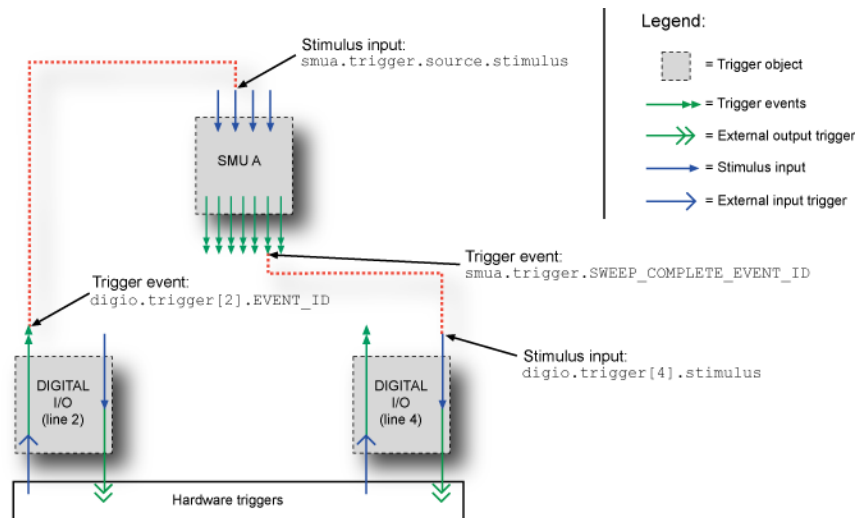 Stimulus input:
smua.trigger.source.stimulus
SMU A
Trigger event:
smua.trigger.SWEEP_COMPLETE_EVENT_ID
Trigger event:
digio.trigger[2].EVENT_ID
Stimulus input:
digio.trigger[4].stimulus
DIGITAL
I/O
(line 2)
DIGITAL
I/O
(line 4)
Hardware triggers
Legend:
= Trigger object
= Trigger events
= External output trigger
= Stimulus input
= External input trigger